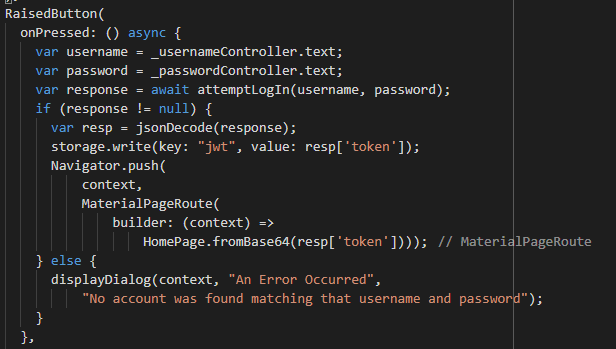 RaisedButton(
  onPressed: () async {
    var username = _usernameController.text;
    var password = _passwordController.text;
    var response = await attemptLogIn(username, password);
    if (response != null) {
      var resp = jsonDecode(response);
      storage.write(key: "jwt", value: resp['token']);
      Navigator.push(
          context,
          MaterialPageRoute(
              builder: (context) =>
                  HomePage.fromBase64(resp['token']))); // MaterialPageRoute
    } else {
      displayDialog(context, "An Error Occurred",
          "No account was found matching that username and password");
    }
  },